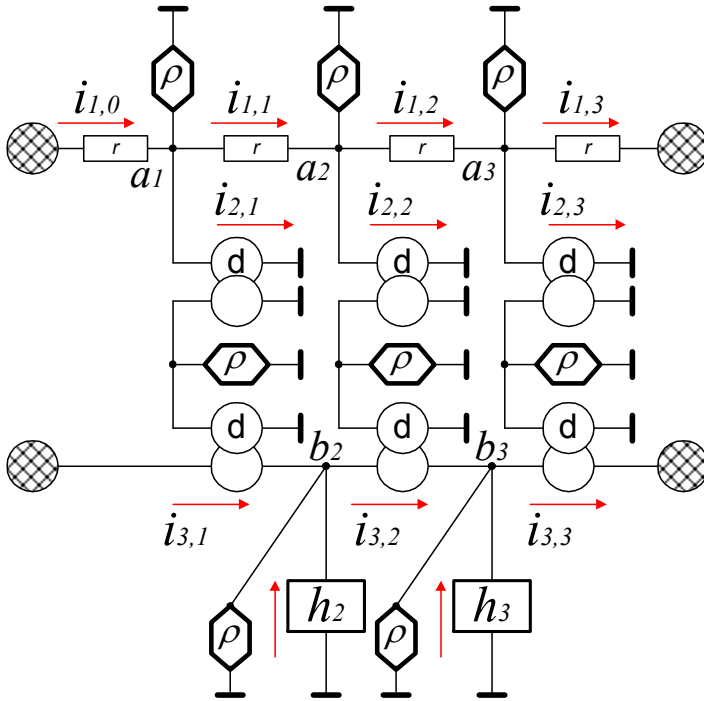 ρ ρ ρ
i1,0 i1,1 i1,2 i1,3
r r r r
a1 a2 a3
i2,1 i2,2 i2,3
d d d
ρ ρ ρ
d d d
b2 b3
i3,1 i3,2 i3,3
h2 h3
ρ ρ